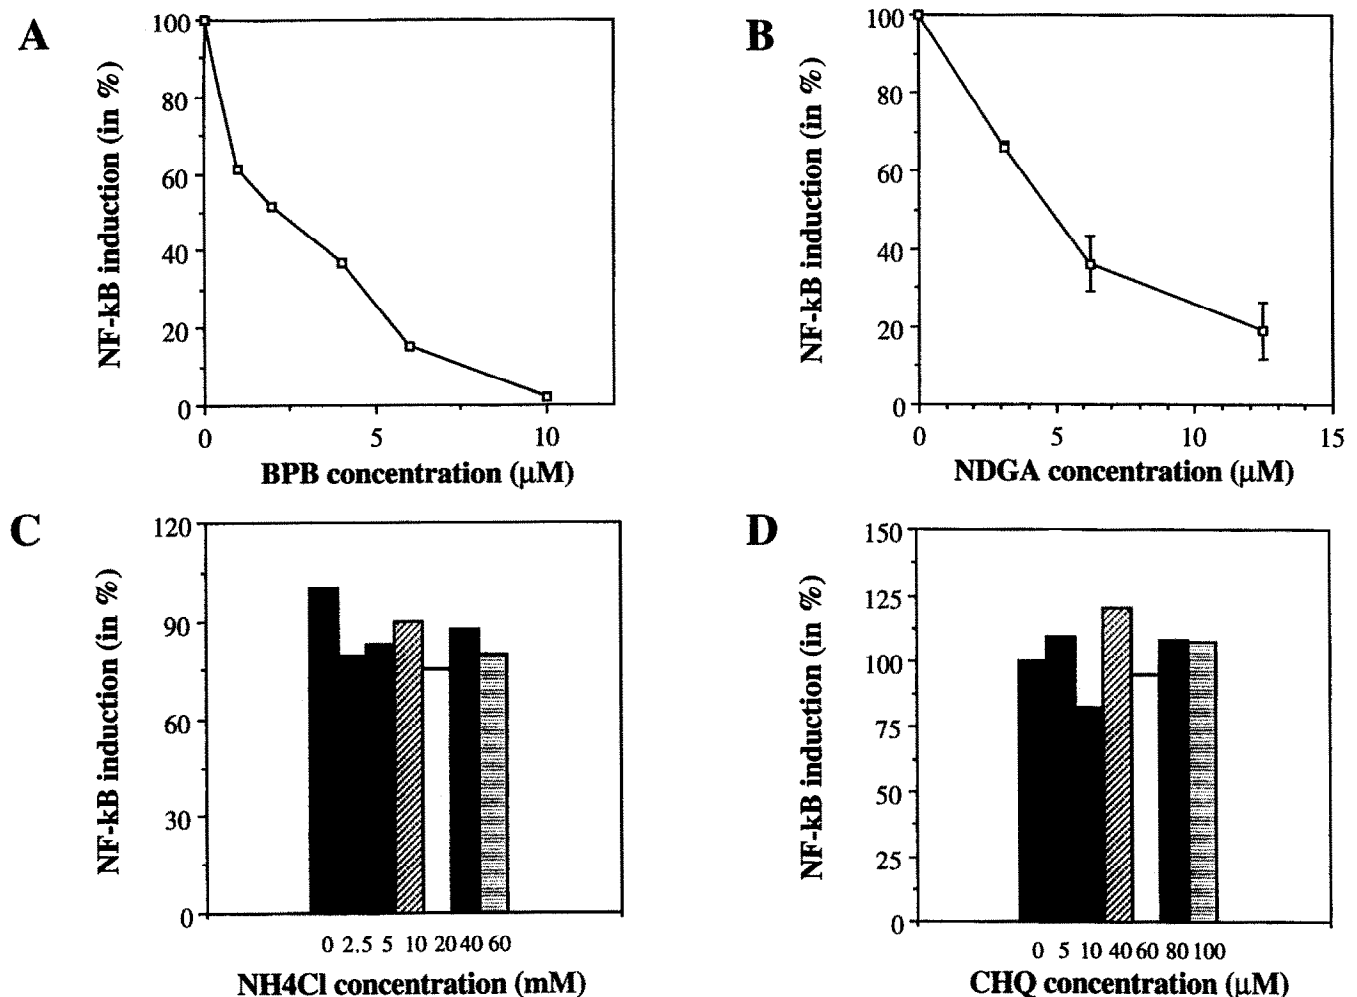 A
NF-kB induction (in %)
100
80
60
40
20
0
0 5 10
BPB concentration (μM)
B
NF-kB induction (in %)
100
80
60
40
20
0
0 5 10 15
NDGA concentration (μM)
C
NF-kB induction (in %)
120
90
60
30
0
0 2.5 5 10 20 40 60
NH4Cl concentration (mM)
D
NF-kB induction (in %)
150
125
100
75
50
25
0
0 5 10 40 60 80 100
CHQ concentration (μM)